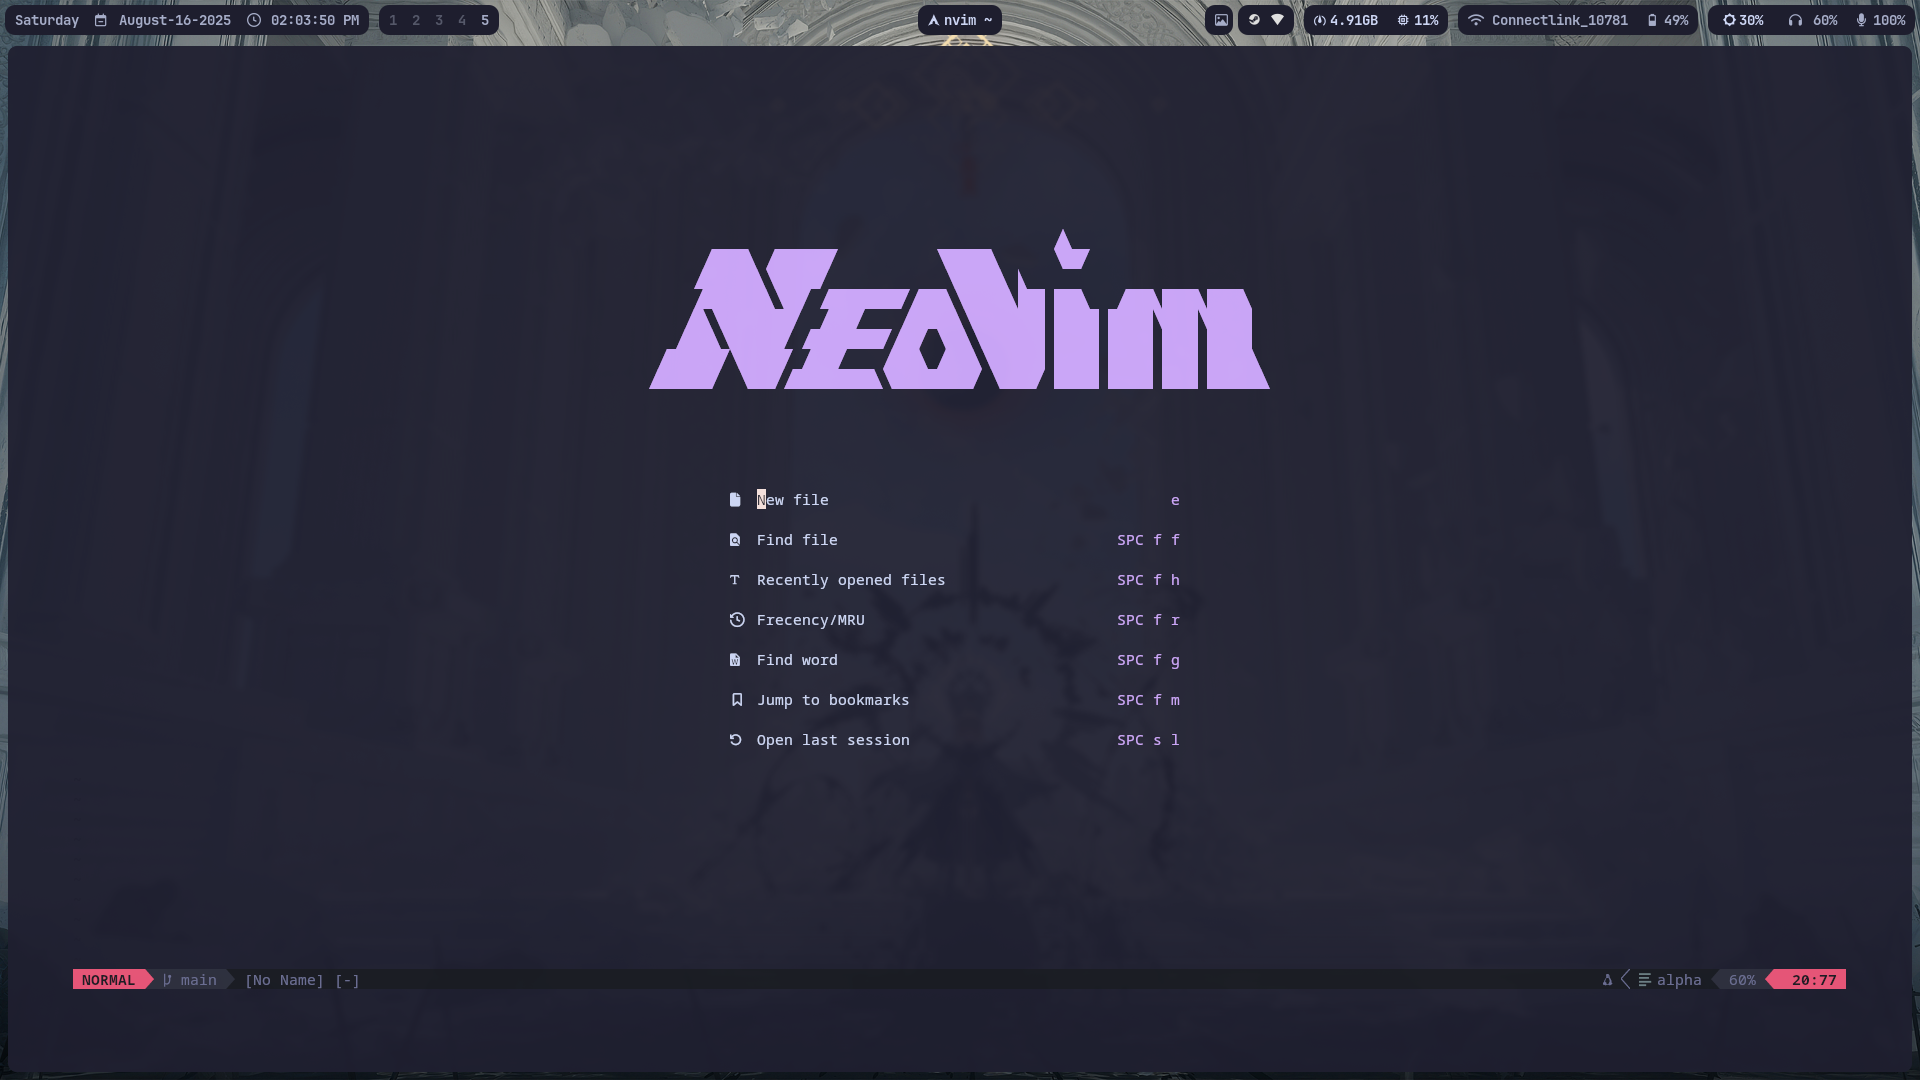 Saturday August-16-2025 02:03:50 PM 1 2 3 4 5 nvim ~ 4.91GB 11% Connectlink_10781 49% 30% 60% 100%
NEOVim
New file e
Find file SPC f f
Recently opened files SPC f h
Frecency/MRU SPC f r
Find word SPC f g
Jump to bookmarks SPC f m
Open last session SPC s l
NORMAL main [No Name] [-] alpha 60% 20:77